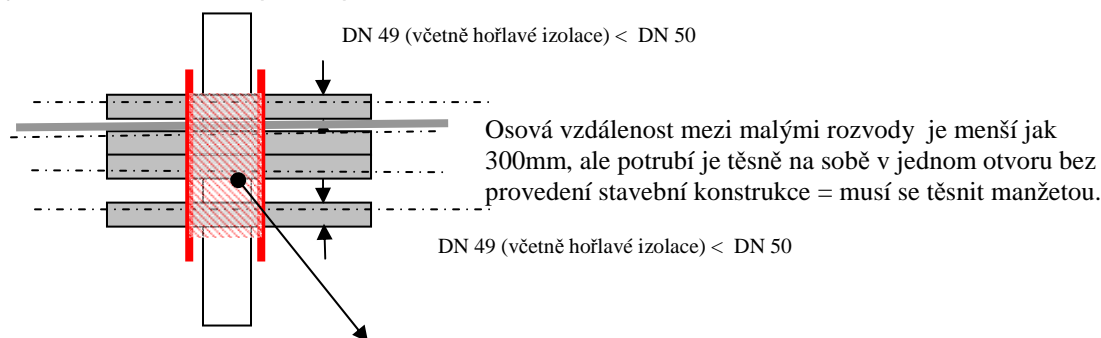 DN 49 (včetně hořlavé izolace) < DN 50
Osová vzdálenost mezi malými rozvody je menší jak
300mm, ale potrubí je těsně na sobě v jednom otvoru bez
provedení stavební konstrukce = musí se těsnit manžetou.
DN 49 (včetně hořlavé izolace) < DN 50